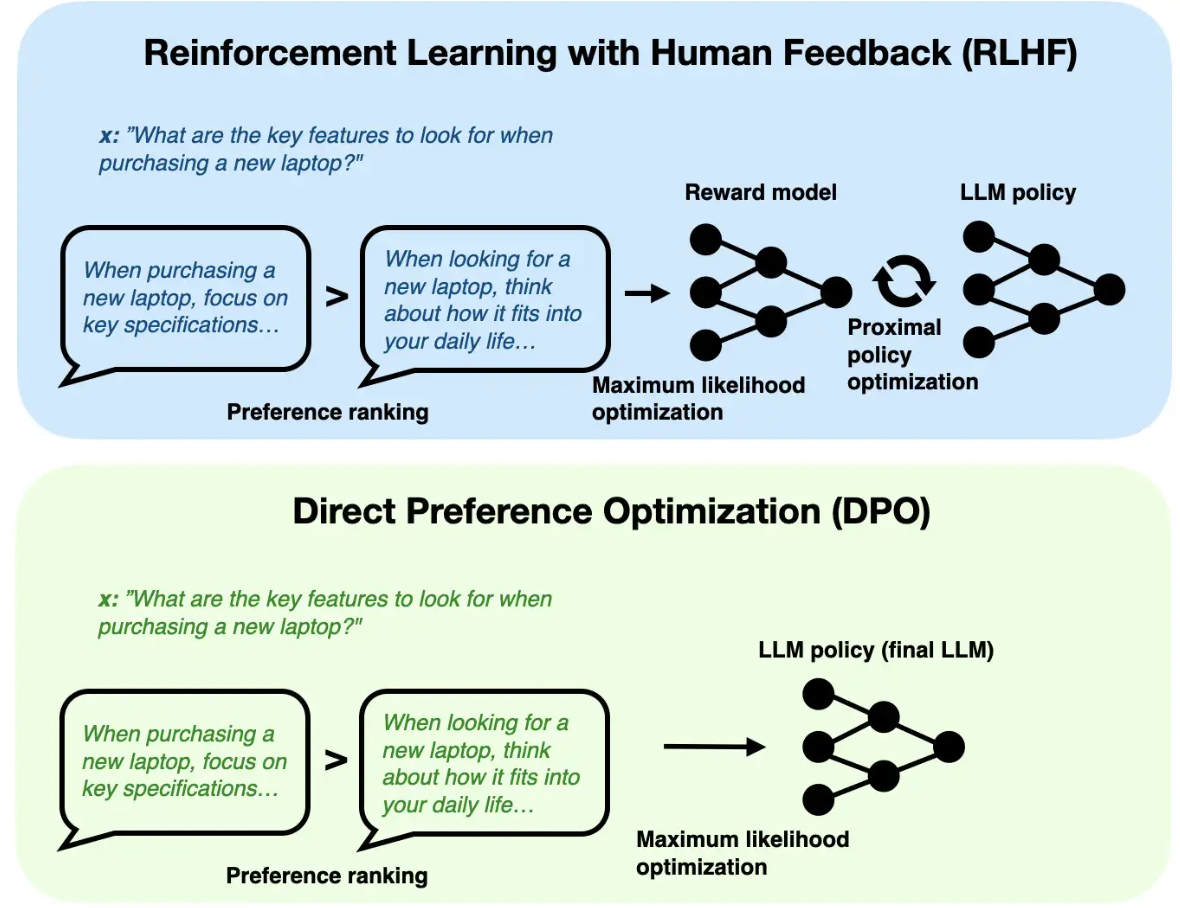 Reinforcement Learning with Human Feedback (RLHF)
x: ”What are the key features to look for when
purchasing a new laptop?"
Reward model
LLM policy
When purchasing a
new laptop, focus on
key specifications…
>
When looking for a
new laptop, think
about how it fits into
your daily life…
Proximal
policy
optimization
Maximum likelihood
optimization
Preference ranking
Direct Preference Optimization (DPO)
x: ”What are the key features to look for when
purchasing a new laptop?"
LLM policy (final LLM)
When purchasing a
new laptop, focus on
key specifications…
>
When looking for a
new laptop, think
about how it fits into
your daily life…
Maximum likelihood
optimization
Preference ranking